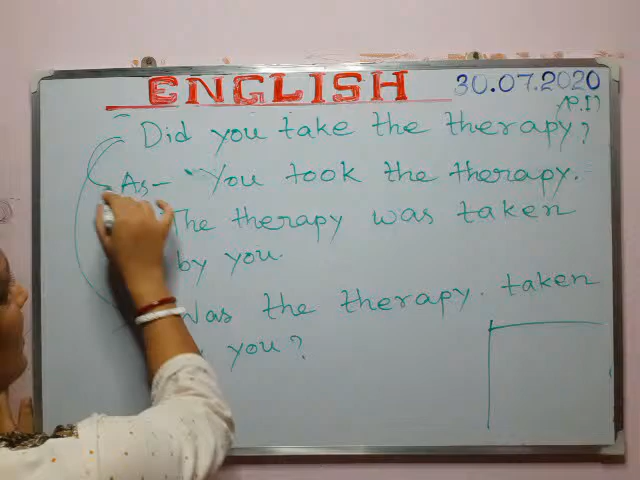 ENGLISH 30.07.2020
Did you take the therapy?
As- You took the therapy.
The therapy was taken
by you.
Was the therapy. taken
you?